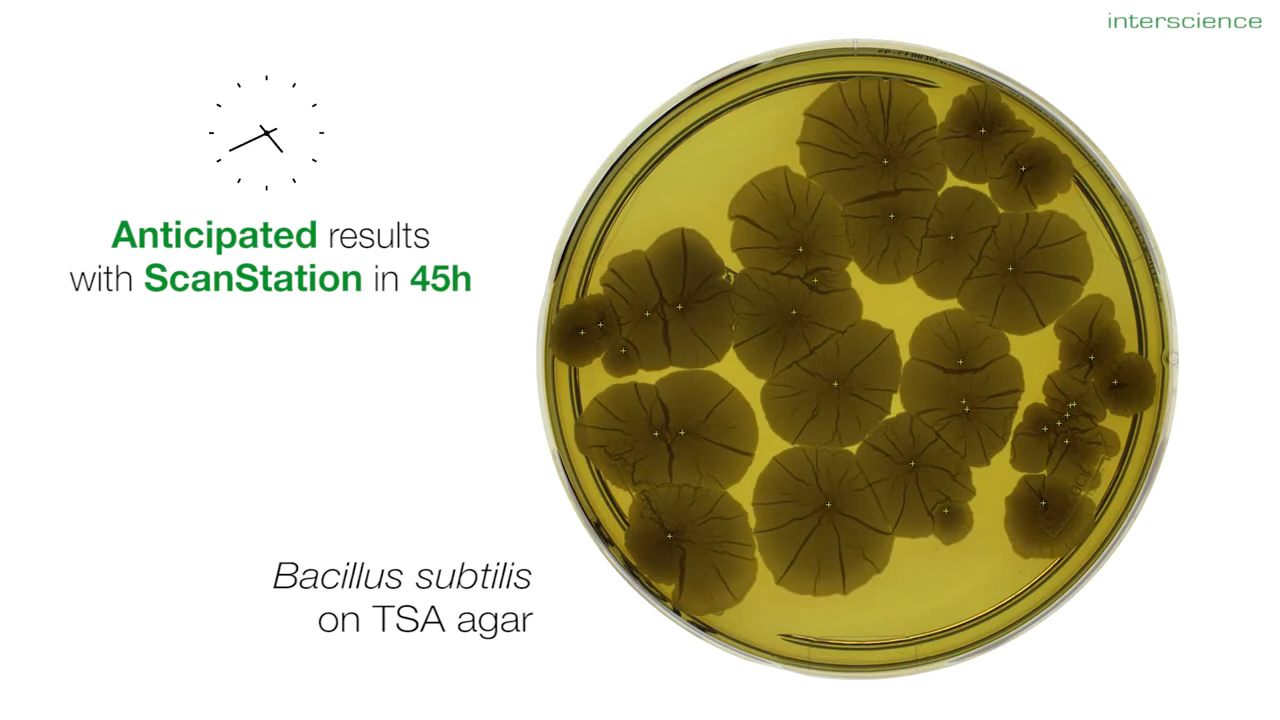 interscience
Anticipated results
with ScanStation in 45h
Bacillus subtilis
on TSA agar